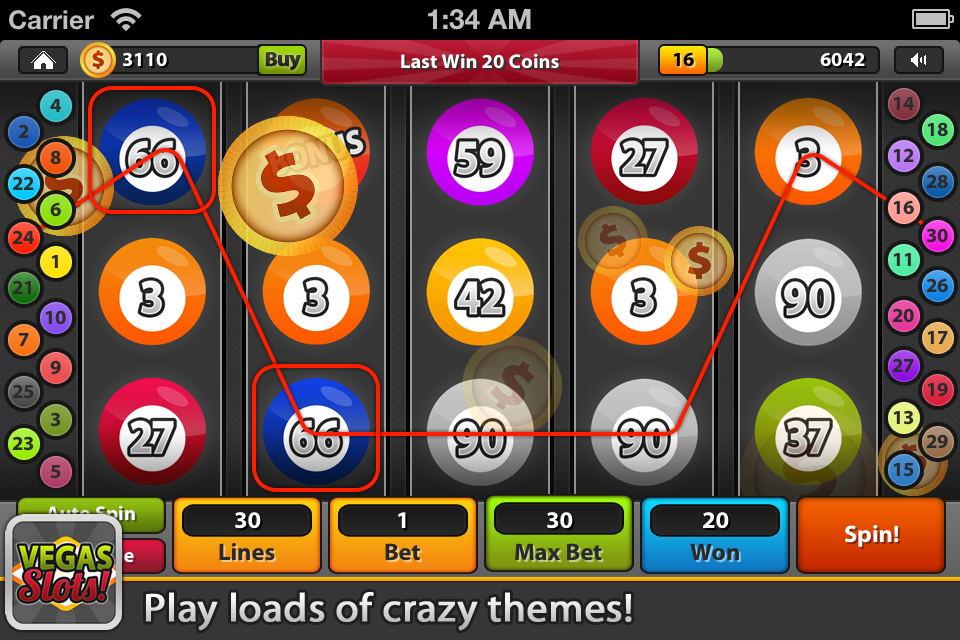 Carrier 1:34 AM
3110 Buy Last Win 20 Coins 16 6042
4
2
8
22
6
24
1
21
10
7
9
25
3
23
5
66 59 27 3
3 3 42 3 90
27 66 90 90 37
14
18
12
28
16
30
11
26
20
17
27
19
13
29
15
Auto Spin
30 1 30 20
Lines Bet Max Bet Won Spin!
VEGAS
Slots!
Play loads of crazy themes!